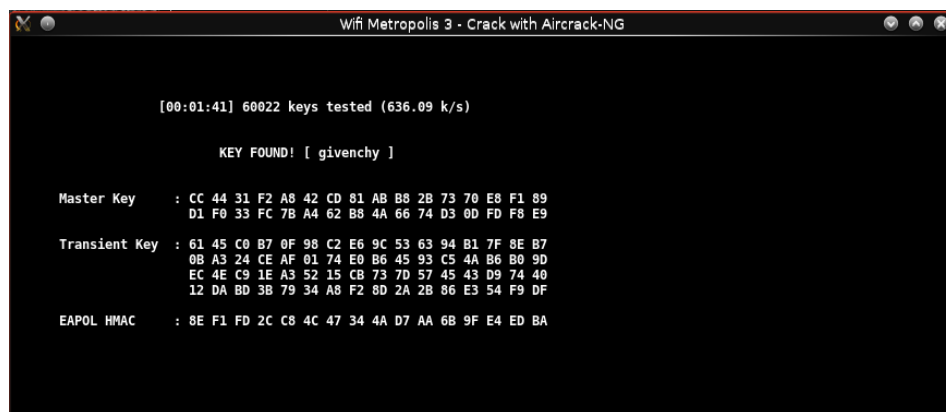 Wifi Metropolis 3 - Crack with Aircrack-NG
[00:01:41] 60022 keys tested (636.09 k/s)
KEY FOUND! [ givenchy ]
Master Key : CC 44 31 F2 A8 42 CD 81 AB B8 2B 73 70 E8 F1 89
D1 F0 33 FC 7B A4 62 B8 4A 66 74 D3 0D FD F8 E9
Transient Key : 61 45 C0 B7 0F 98 C2 E6 9C 53 63 94 B1 7F 8E B7
0B A3 24 CE AF 01 74 E0 B6 45 93 C5 4A B6 B0 9D
EC 4E C9 1E A3 52 15 CB 73 7D 57 45 43 D9 74 40
12 DA BD 3B 79 34 A8 F2 8D 2A 2B 86 E3 54 F9 DF
EAPOL HMAC : 8E F1 FD 2C C8 4C 47 34 4A D7 AA 6B 9F E4 ED BA